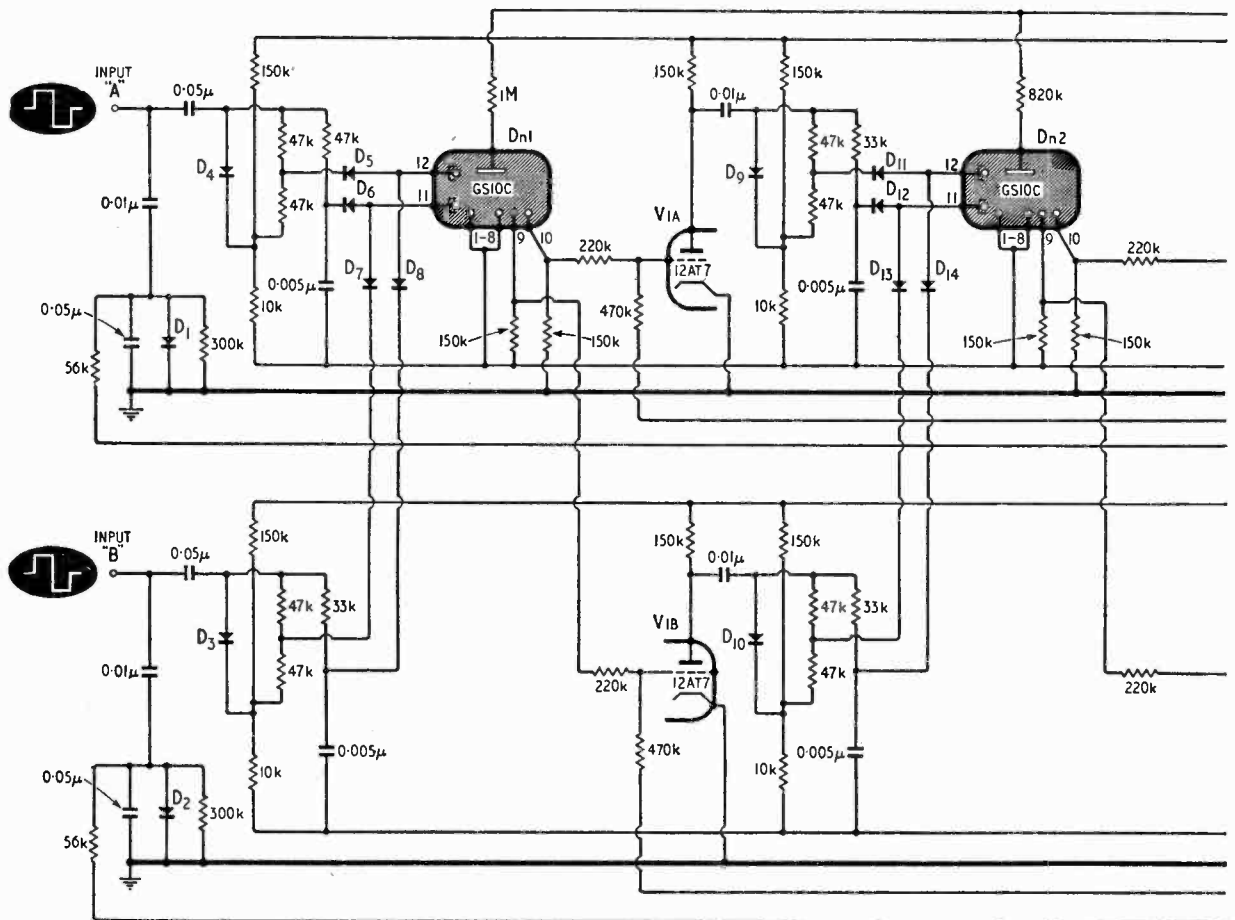 INPUT
"A"
0·05μ
0·01μ
0·05μ
56k
D1
300k
D4
150k
10k
47k
47k
47k
0·005μ
D5
D6
D7
D8
1M
Dn1
12
11
GS10C
1-8
9
10
150k
150k
220k
470k
V1A
12AT7
150k
0·01μ
D9
150k
10k
47k
47k
33k
0·005μ
D11
D12
D13
D14
820k
Dn2
12
11
GS10C
1-8
9
10
150k
150k
220k
INPUT
"B"
0·05μ
0·01μ
0·05μ
56k
D2
300k
D3
150k
10k
47k
47k
33k
0·005μ
220k
470k
V1B
12AT7
150k
0·01μ
D10
150k
10k
47k
47k
33k
0·005μ
220k